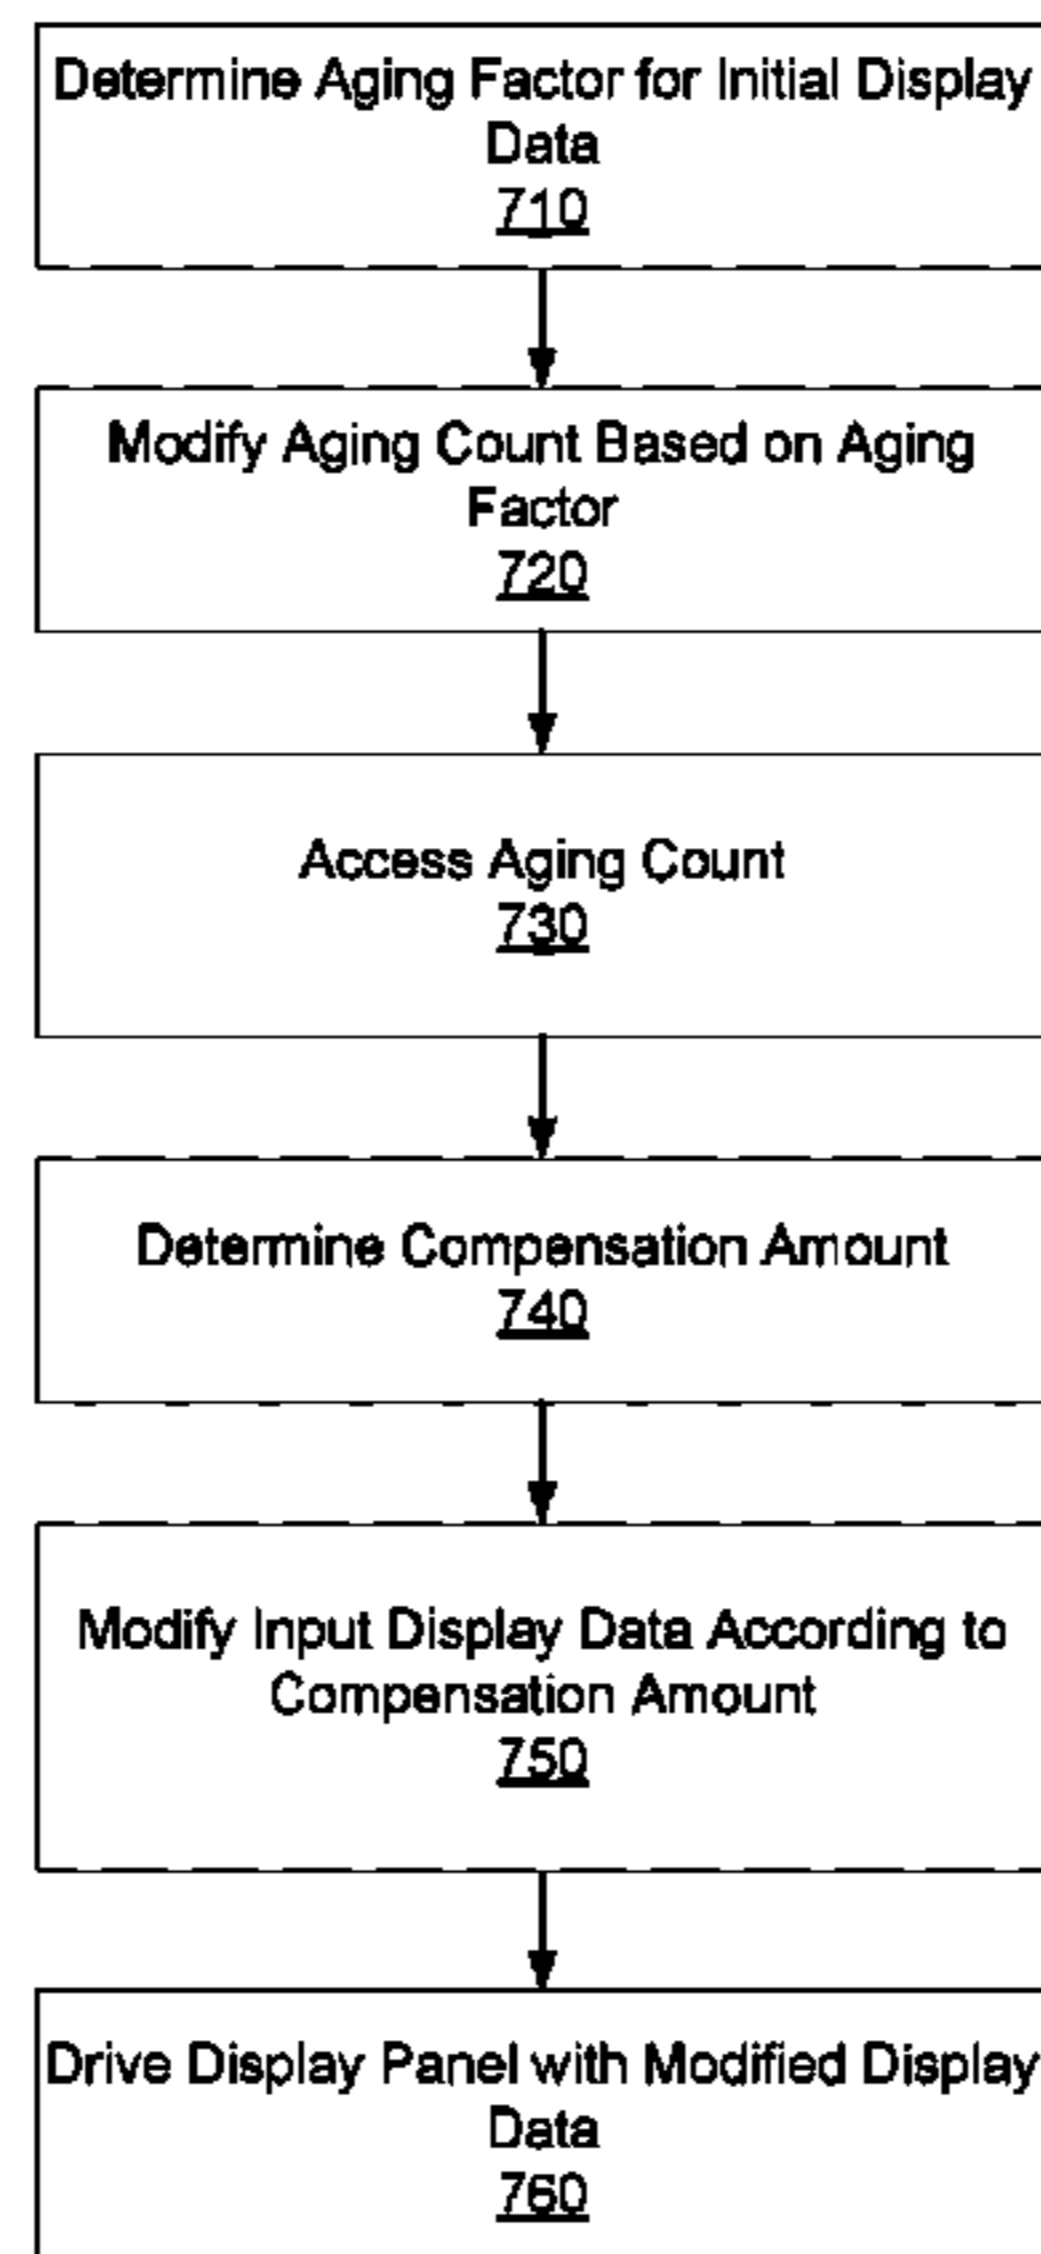 Determine Aging Factor for Initial Display
Data
710
Modify Aging Count Based on Aging
Factor
720
Access Aging Count
730
Determine Compensation Amount
740
Modify Input Display Data According to
Compensation Amount
750
Drive Display Panel with Modified Display
Data
760